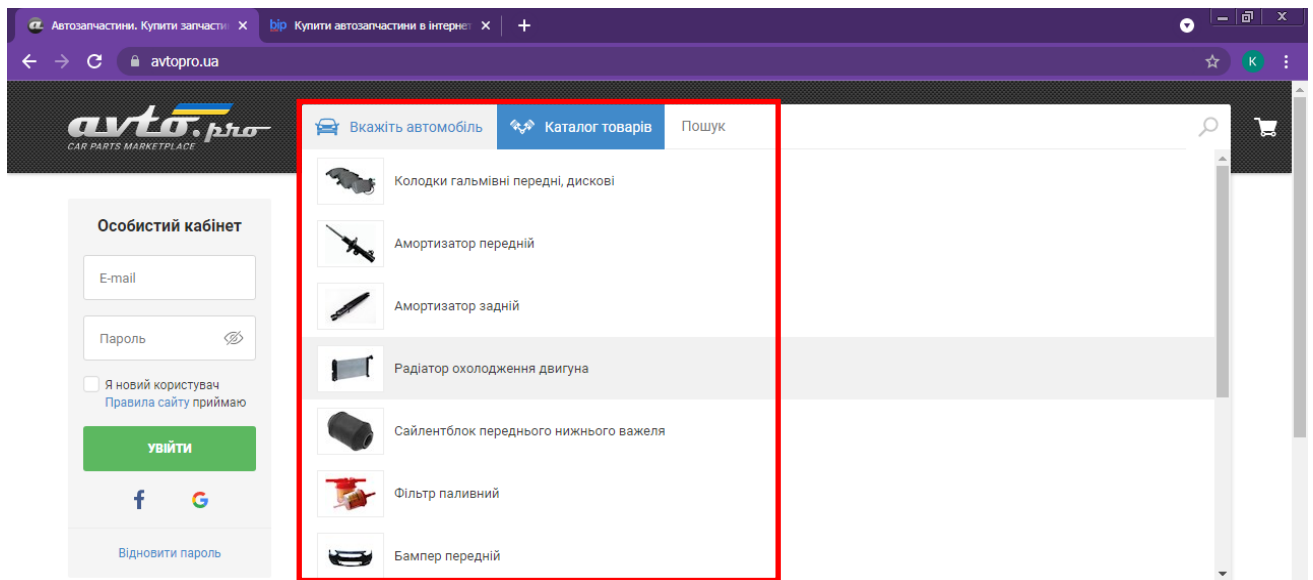 Автозапчастини. Купити запчасти
bip Купити автозапчастини в інтернет
avtopro.ua
K
avto.pro
CAR PARTS MARKETPLACE
Вкажіть автомобіль
Каталог товарів
Пошук
Особистий кабінет
E-mail
Пароль
Я новий користувач
Правила сайту приймаю
УВІЙТИ
f G
Відновити пароль
Колодки гальмівні передні, дискові
Амортизатор передній
Амортизатор задній
Радіатор охолодження двигуна
Сайлентблок переднього нижнього важеля
Фільтр паливний
Бампер передній